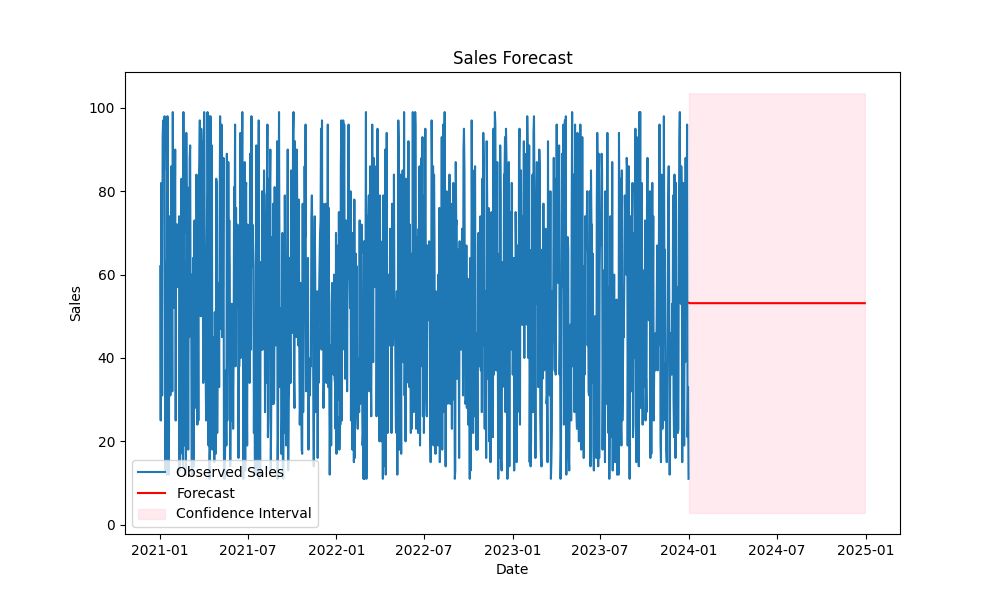 Sales Forecast
100
80
60
40
20
0
Sales
Observed Sales
Forecast
Confidence Interval
2021-01 2021-07 2022-01 2022-07 2023-01 2023-07 2024-01 2024-07 2025-01
Date